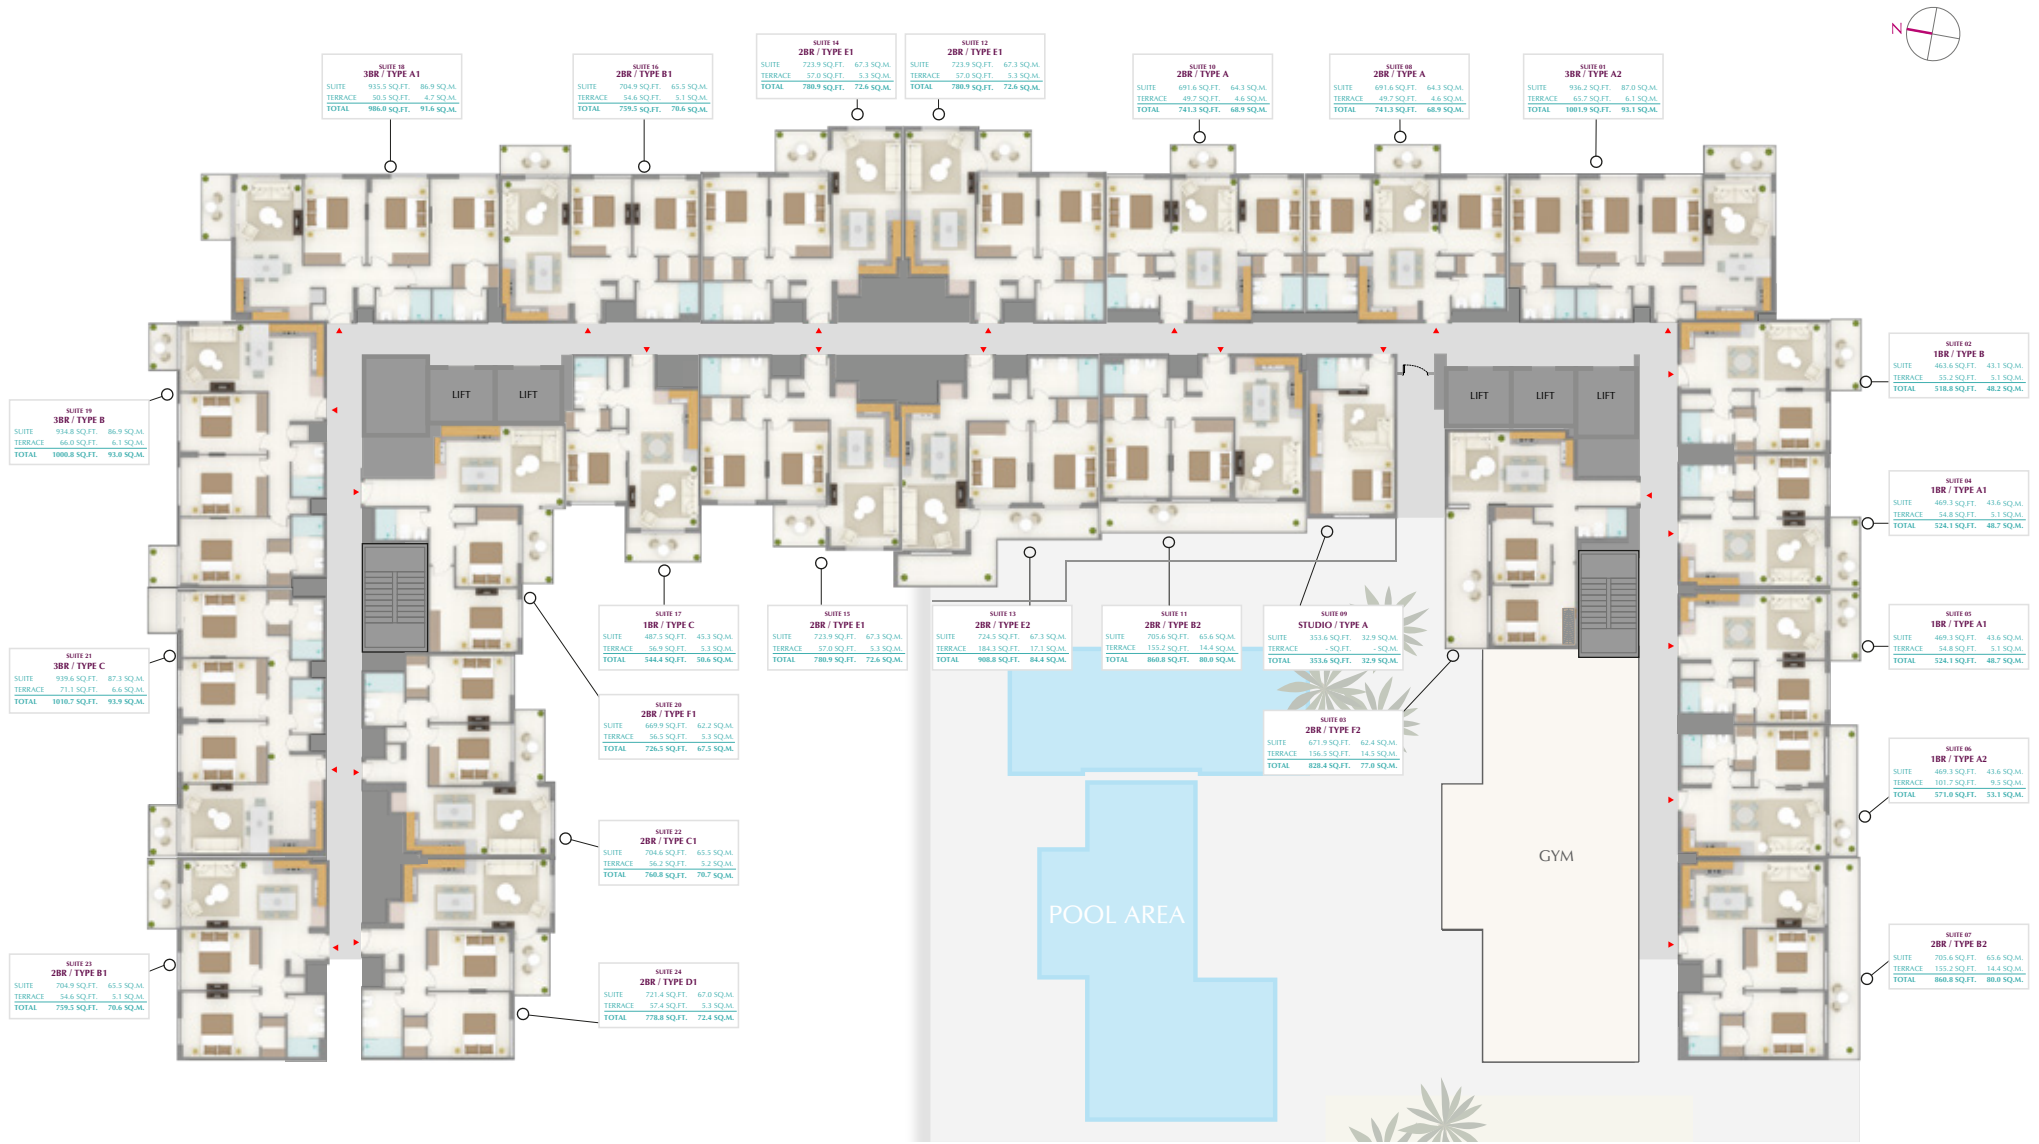 N
SUITE 18
3BR / TYPE A1
SUITE 935.5 SQ.FT. 86.9 SQ.M.
TERRACE 50.5 SQ.FT. 4.7 SQ.M.
TOTAL 986.0 SQ.FT. 91.6 SQ.M.
SUITE 16
2BR / TYPE B1
SUITE 704.9 SQ.FT. 65.5 SQ.M.
TERRACE 54.6 SQ.FT. 5.1 SQ.M.
TOTAL 759.5 SQ.FT. 70.6 SQ.M.
SUITE 14
2BR / TYPE E1
SUITE 723.9 SQ.FT. 67.3 SQ.M.
TERRACE 57.0 SQ.FT. 5.3 SQ.M.
TOTAL 780.9 SQ.FT. 72.6 SQ.M.
SUITE 12
2BR / TYPE E1
SUITE 723.9 SQ.FT. 67.3 SQ.M.
TERRACE 57.0 SQ.FT. 5.3 SQ.M.
TOTAL 780.9 SQ.FT. 72.6 SQ.M.
SUITE 10
2BR / TYPE A
SUITE 691.6 SQ.FT. 64.3 SQ.M.
TERRACE 49.7 SQ.FT. 4.6 SQ.M.
TOTAL 741.3 SQ.FT. 68.9 SQ.M.
SUITE 08
2BR / TYPE A
SUITE 691.6 SQ.FT. 64.3 SQ.M.
TERRACE 49.7 SQ.FT. 4.6 SQ.M.
TOTAL 741.3 SQ.FT. 68.9 SQ.M.
SUITE 01
3BR / TYPE A2
SUITE 936.2 SQ.FT. 87.0 SQ.M.
TERRACE 65.7 SQ.FT. 6.1 SQ.M.
TOTAL 1001.9 SQ.FT. 93.1 SQ.M.
SUITE 02
1BR / TYPE B
SUITE 463.6 SQ.FT. 43.1 SQ.M.
TERRACE 55.2 SQ.FT. 5.1 SQ.M.
TOTAL 518.8 SQ.FT. 48.2 SQ.M.
SUITE 19
3BR / TYPE B
SUITE 934.8 SQ.FT. 86.9 SQ.M.
TERRACE 66.0 SQ.FT. 6.1 SQ.M.
TOTAL 1000.8 SQ.FT. 93.0 SQ.M.
LIFT
LIFT
LIFT
LIFT
LIFT
SUITE 04
1BR / TYPE A1
SUITE 469.3 SQ.FT. 43.6 SQ.M.
TERRACE 54.8 SQ.FT. 5.1 SQ.M.
TOTAL 524.1 SQ.FT. 48.7 SQ.M.
SUITE 17
1BR / TYPE C
SUITE 487.5 SQ.FT. 45.3 SQ.M.
TERRACE 56.9 SQ.FT. 5.3 SQ.M.
TOTAL 544.4 SQ.FT. 50.6 SQ.M.
SUITE 15
2BR / TYPE E1
SUITE 723.9 SQ.FT. 67.3 SQ.M.
TERRACE 57.0 SQ.FT. 5.3 SQ.M.
TOTAL 780.9 SQ.FT. 72.6 SQ.M.
SUITE 13
2BR / TYPE E2
SUITE 724.5 SQ.FT. 67.3 SQ.M.
TERRACE 184.3 SQ.FT. 17.1 SQ.M.
TOTAL 908.8 SQ.FT. 84.4 SQ.M.
SUITE 11
2BR / TYPE B2
SUITE 705.6 SQ.FT. 65.6 SQ.M.
TERRACE 155.2 SQ.FT. 14.4 SQ.M.
TOTAL 860.8 SQ.FT. 80.0 SQ.M.
SUITE 09
STUDIO / TYPE A
SUITE 353.6 SQ.FT. 32.9 SQ.M.
TERRACE - SQ.FT. - SQ.M.
TOTAL 353.6 SQ.FT. 32.9 SQ.M.
SUITE 05
1BR / TYPE A1
SUITE 469.3 SQ.FT. 43.6 SQ.M.
TERRACE 54.8 SQ.FT. 5.1 SQ.M.
TOTAL 524.1 SQ.FT. 48.7 SQ.M.
SUITE 21
3BR / TYPE C
SUITE 939.6 SQ.FT. 87.3 SQ.M.
TERRACE 71.1 SQ.FT. 6.6 SQ.M.
TOTAL 1010.7 SQ.FT. 93.9 SQ.M.
SUITE 20
2BR / TYPE F1
SUITE 669.9 SQ.FT. 62.2 SQ.M.
TERRACE 56.5 SQ.FT. 5.3 SQ.M.
TOTAL 726.5 SQ.FT. 67.5 SQ.M.
SUITE 03
2BR / TYPE F2
SUITE 671.9 SQ.FT. 62.4 SQ.M.
TERRACE 156.5 SQ.FT. 14.5 SQ.M.
TOTAL 828.4 SQ.FT. 77.0 SQ.M.
SUITE 06
1BR / TYPE A2
SUITE 469.3 SQ.FT. 43.6 SQ.M.
TERRACE 101.7 SQ.FT. 9.5 SQ.M.
TOTAL 571.0 SQ.FT. 53.1 SQ.M.
SUITE 22
2BR / TYPE C1
SUITE 704.6 SQ.FT. 65.5 SQ.M.
TERRACE 56.2 SQ.FT. 5.2 SQ.M.
TOTAL 760.8 SQ.FT. 70.7 SQ.M.
GYM
POOL AREA
SUITE 07
2BR / TYPE B2
SUITE 705.6 SQ.FT. 65.6 SQ.M.
TERRACE 155.2 SQ.FT. 14.4 SQ.M.
TOTAL 860.8 SQ.FT. 80.0 SQ.M.
SUITE 23
2BR / TYPE B1
SUITE 704.9 SQ.FT. 65.5 SQ.M.
TERRACE 54.6 SQ.FT. 5.1 SQ.M.
TOTAL 759.5 SQ.FT. 70.6 SQ.M.
SUITE 24
2BR / TYPE D1
SUITE 721.4 SQ.FT. 67.0 SQ.M.
TERRACE 57.4 SQ.FT. 5.3 SQ.M.
TOTAL 778.8 SQ.FT. 72.4 SQ.M.